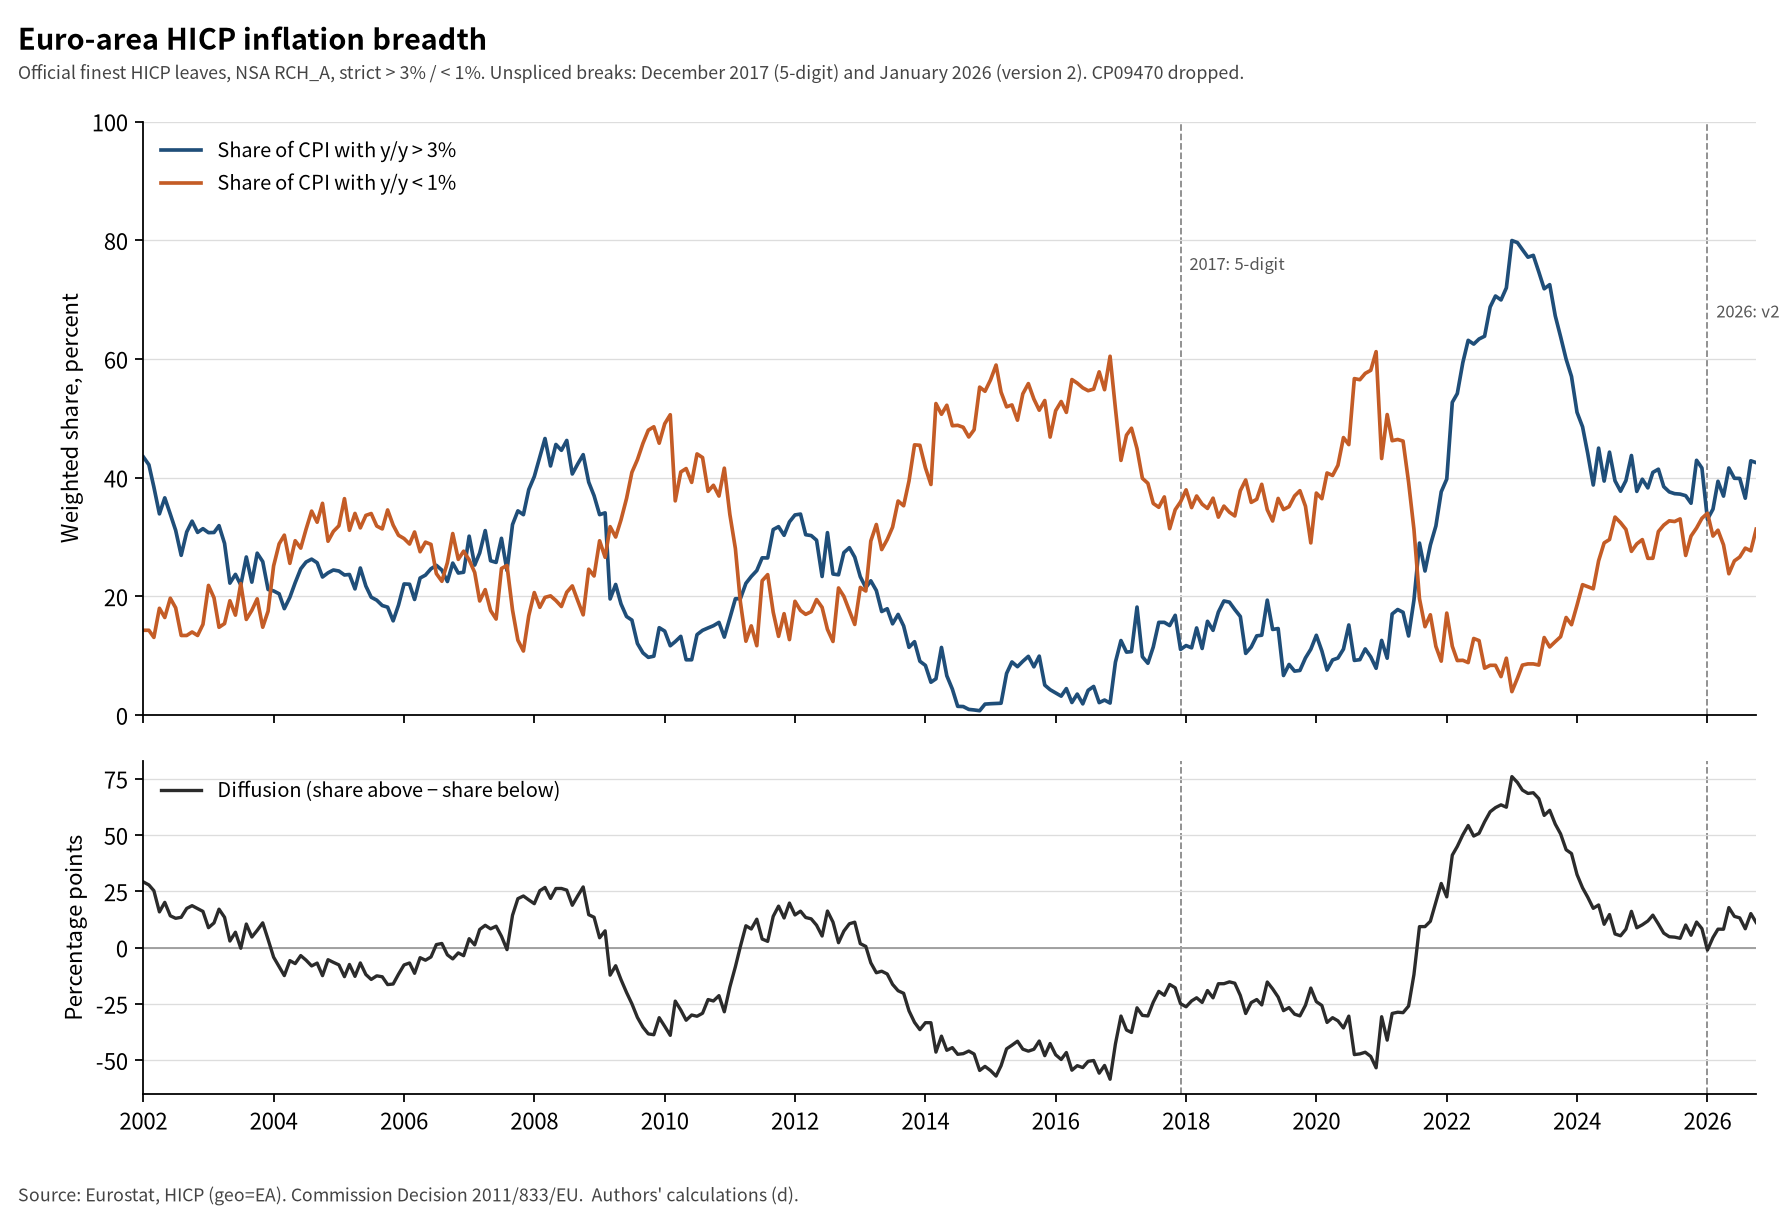 Euro-area HICP inflation breadth
Official finest HICP leaves, NSA RCH_A, strict > 3% / < 1%. Unspliced breaks: December 2017 (5-digit) and January 2026 (version 2). CP09470 dropped.
100
80
60
40
20
0
Weighted share, percent
Share of CPI with y/y > 3%
Share of CPI with y/y < 1%
2017: 5-digit
2026: v2
75
50
25
0
-25
-50
Percentage points
Diffusion (share above − share below)
2002 2004 2006 2008 2010 2012 2014 2016 2018 2020 2022 2024 2026
Source: Eurostat, HICP (geo=EA). Commission Decision 2011/833/EU. Authors' calculations (d).